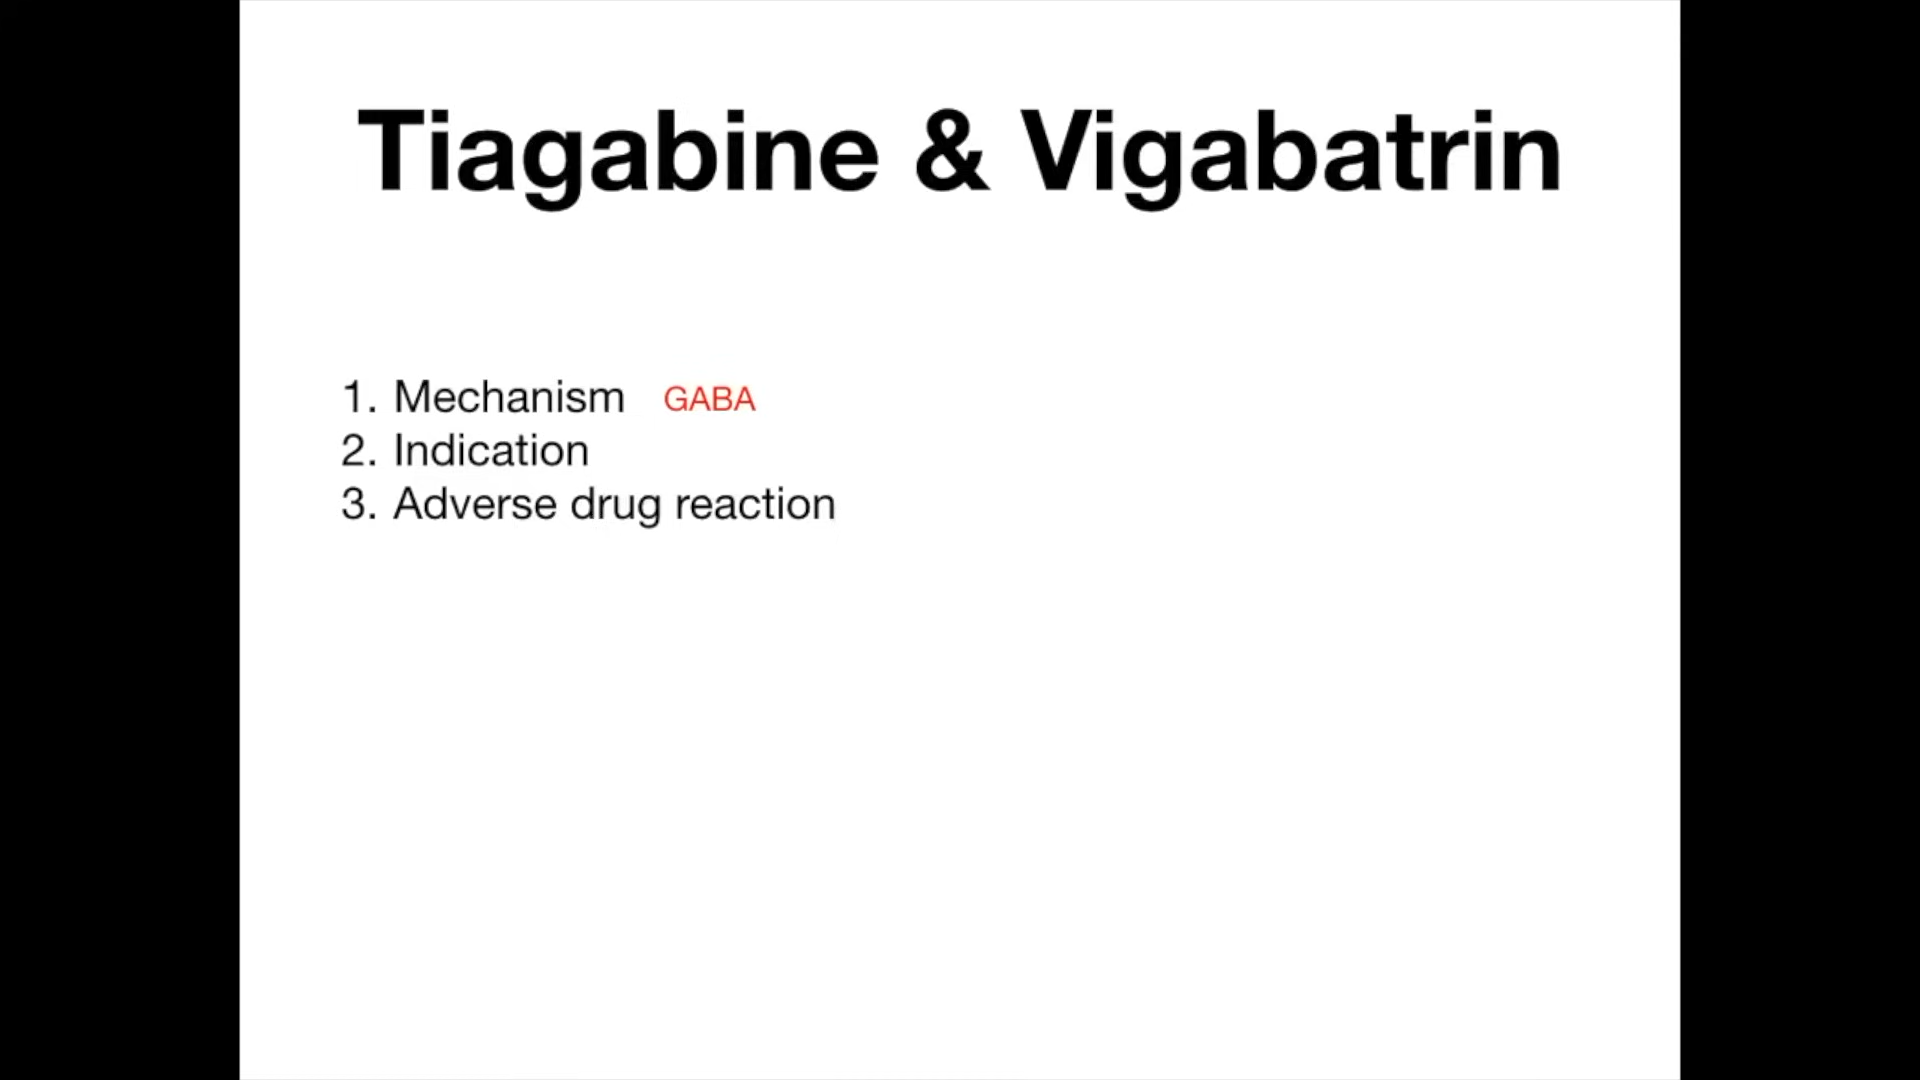 Tiagabine & Vigabatrin
1. Mechanism GABA
2. Indication
3. Adverse drug reaction